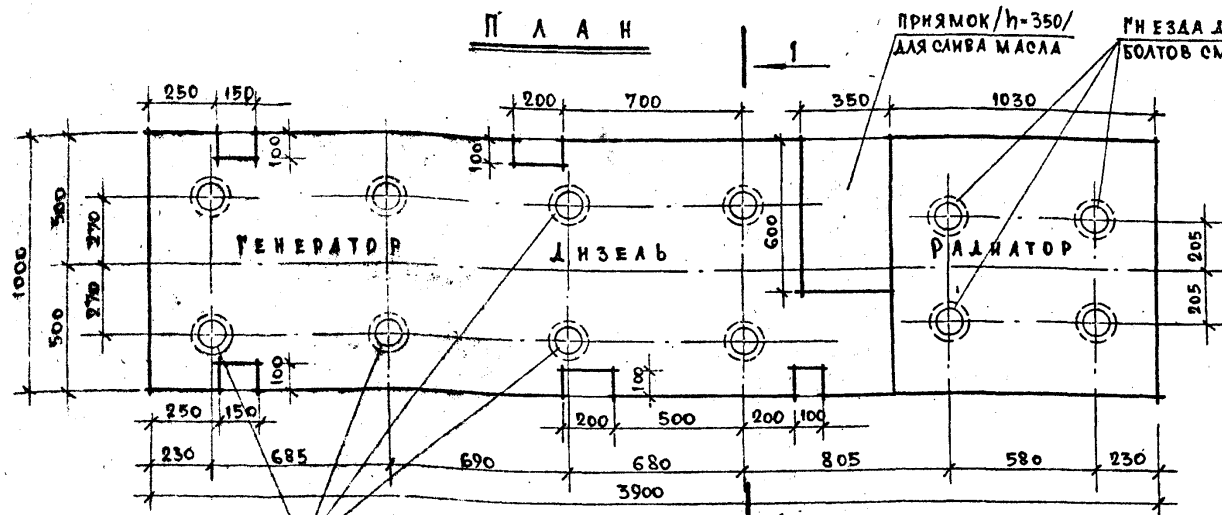 ПЛАН
ПРИЯМОК/h=350/
ДЛЯ СЛИВА МАСЛА
ГНЕЗДА Д
БОЛТОВ СМ
1
250 150 200 700 350 1030
100 100
1000 500 500 270 270
600
ГЕНЕРАТОР ДИЗЕЛЬ РАДИАТОР
205
205
100 100
250 150 200 500 200 100
230 685 690 680 805 580 230
3900